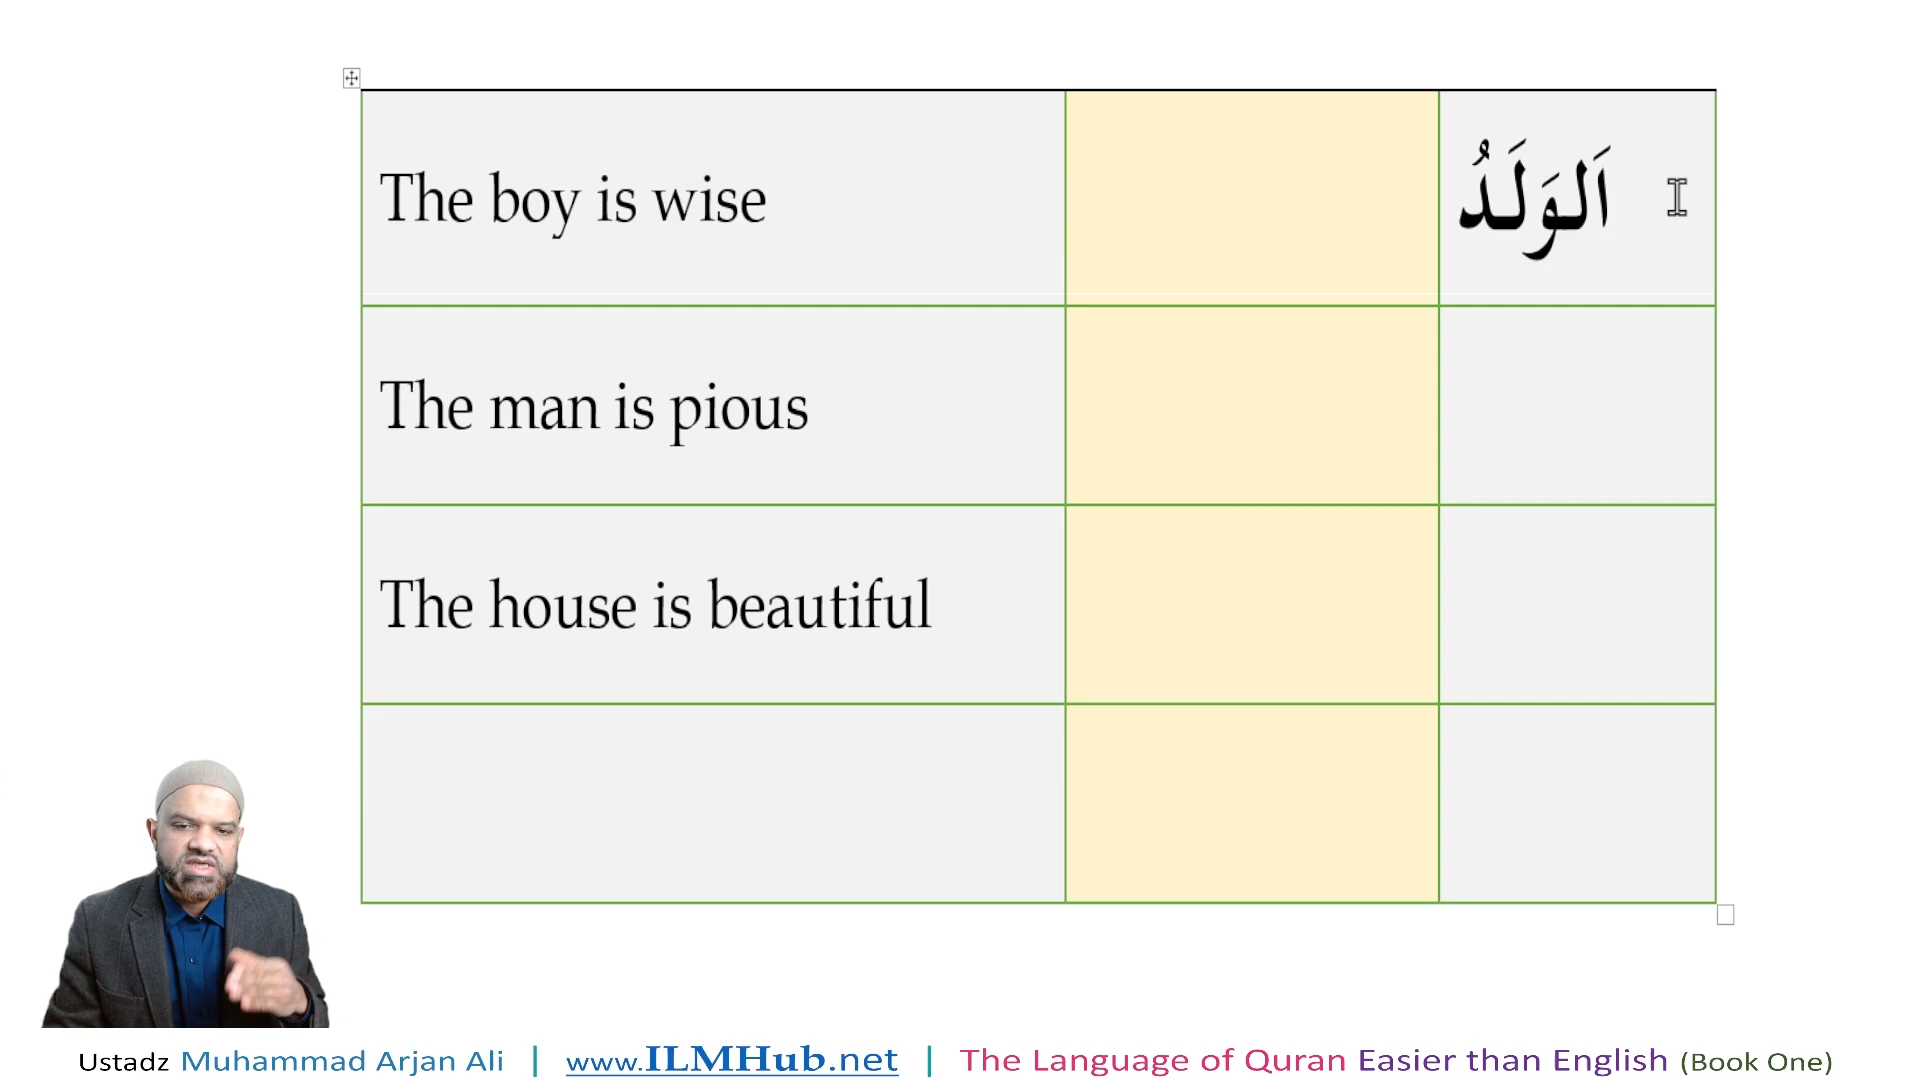 The boy is wise
اَلوَلَدُ
The man is pious
The house is beautiful
Ustadz Muhammad Arjan Ali | www.ILMHub.net | The Language of Quran Easier than English (Book One)